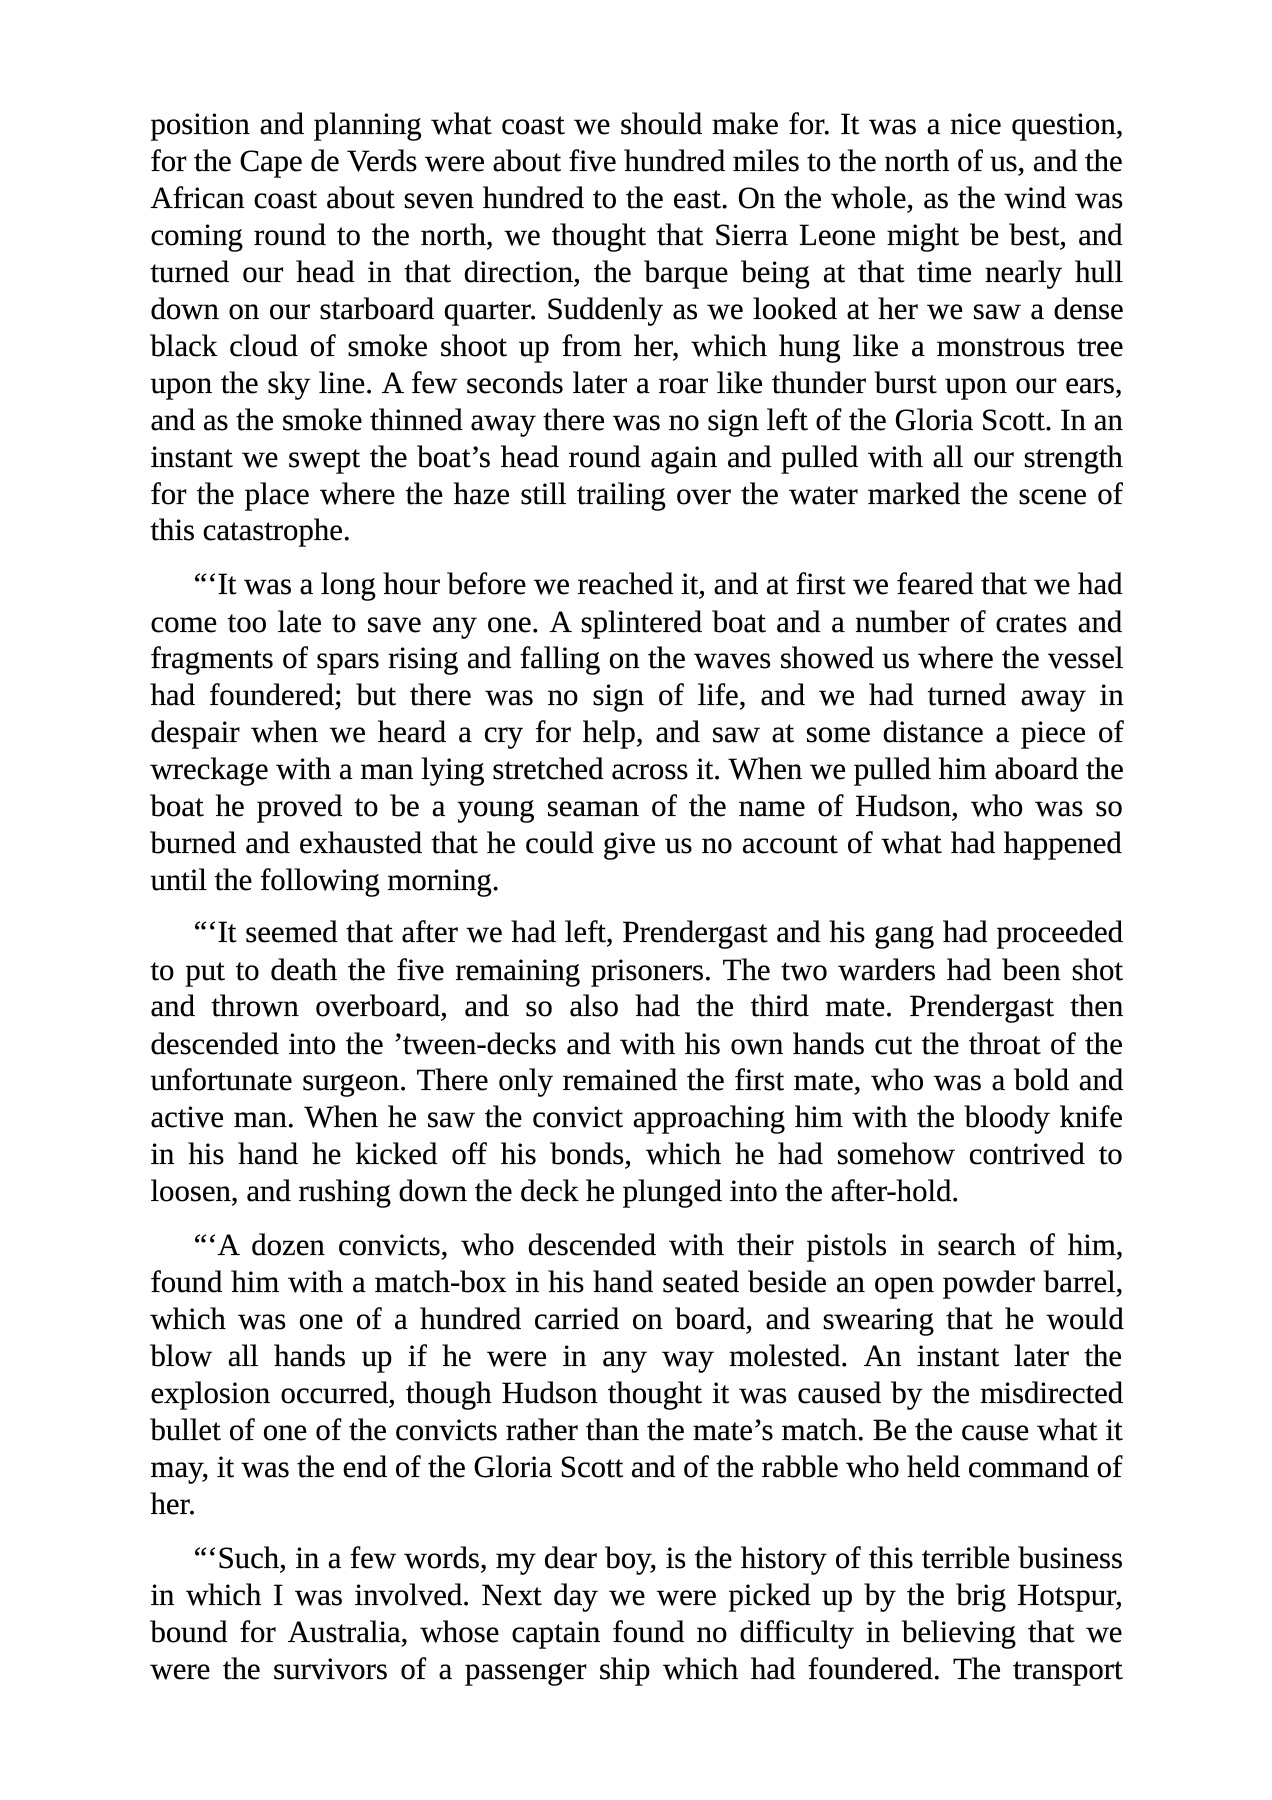 position and planning what coast we should make for. It was a nice question,
for the Cape de Verds were about five hundred miles to the north of us, and the
African coast about seven hundred to the east. On the whole, as the wind was
coming round to the north, we thought that Sierra Leone might be best, and
turned our head in that direction, the barque being at that time nearly hull
down on our starboard quarter. Suddenly as we looked at her we saw a dense
black cloud of smoke shoot up from her, which hung like a monstrous tree
upon the sky line. A few seconds later a roar like thunder burst upon our ears,
and as the smoke thinned away there was no sign left of the Gloria Scott. In an
instant we swept the boat’s head round again and pulled with all our strength
for the place where the haze still trailing over the water marked the scene of
this catastrophe.
“‘It was a long hour before we reached it, and at first we feared that we had
come too late to save any one. A splintered boat and a number of crates and
fragments of spars rising and falling on the waves showed us where the vessel
had foundered; but there was no sign of life, and we had turned away in
despair when we heard a cry for help, and saw at some distance a piece of
wreckage with a man lying stretched across it. When we pulled him aboard the
boat he proved to be a young seaman of the name of Hudson, who was so
burned and exhausted that he could give us no account of what had happened
until the following morning.
“‘It seemed that after we had left, Prendergast and his gang had proceeded
to put to death the five remaining prisoners. The two warders had been shot
and thrown overboard, and so also had the third mate. Prendergast then
descended into the ’tween-decks and with his own hands cut the throat of the
unfortunate surgeon. There only remained the first mate, who was a bold and
active man. When he saw the convict approaching him with the bloody knife
in his hand he kicked off his bonds, which he had somehow contrived to
loosen, and rushing down the deck he plunged into the after-hold.
“‘A dozen convicts, who descended with their pistols in search of him,
found him with a match-box in his hand seated beside an open powder barrel,
which was one of a hundred carried on board, and swearing that he would
blow all hands up if he were in any way molested. An instant later the
explosion occurred, though Hudson thought it was caused by the misdirected
bullet of one of the convicts rather than the mate’s match. Be the cause what it
may, it was the end of the Gloria Scott and of the rabble who held command of
her.
“‘Such, in a few words, my dear boy, is the history of this terrible business
in which I was involved. Next day we were picked up by the brig Hotspur,
bound for Australia, whose captain found no difficulty in believing that we
were the survivors of a passenger ship which had foundered. The transport